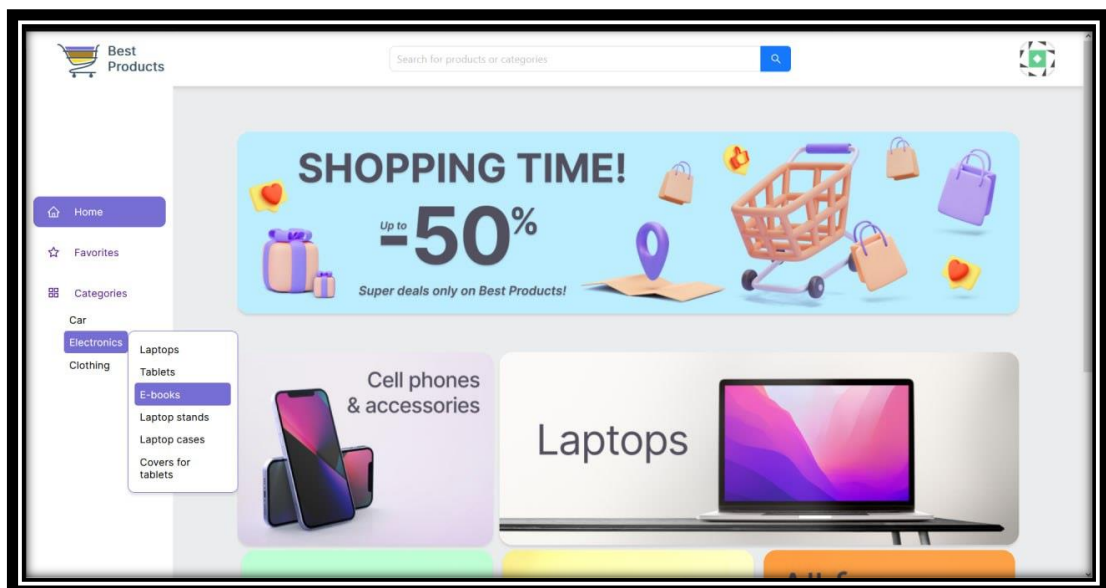 Best
Products
Search for products or categories
Home
Favorites
Categories
Car
Electronics
Clothing
Laptops
Tablets
E-books
Laptop stands
Laptop cases
Covers for
tablets
SHOPPING TIME!
Up to
-50%
Super deals only on Best Products!
Cell phones
& accessories
Laptops